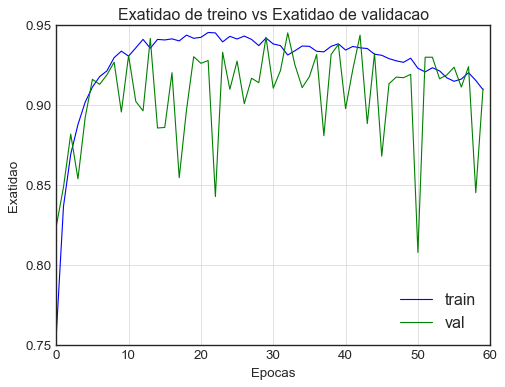 Exatidao de treino vs Exatidao de validacao
0.95
0.90
0.85
0.80
0.75
Exatidao
0 10 20 30 40 50 60
Epocas
train
val